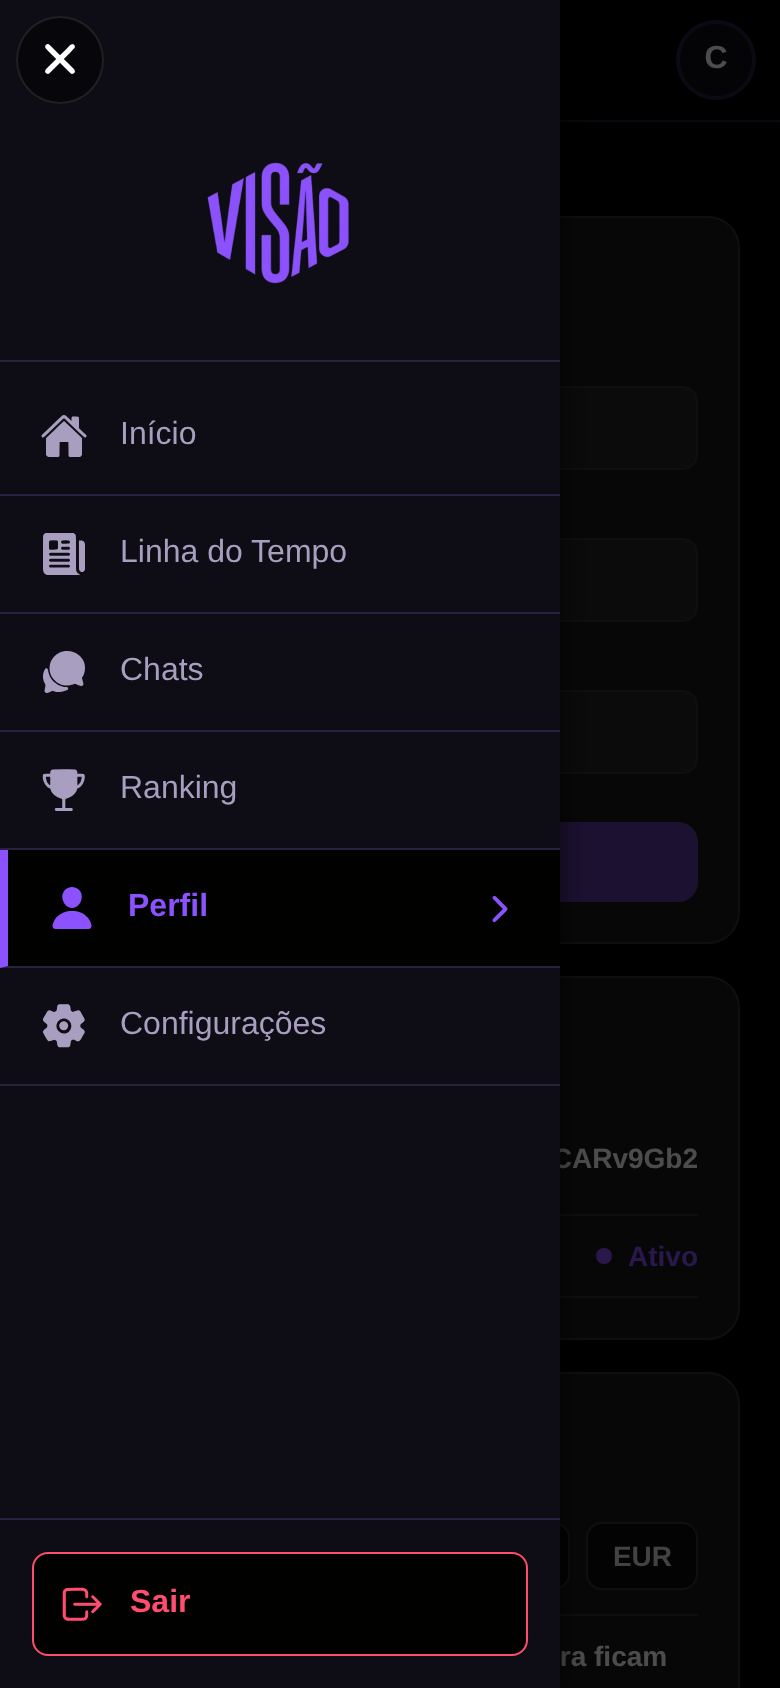 C
VISÃO
Início
Linha do Tempo
Chats
Ranking
Perfil
Configurações
CARv9Gb2
Ativo
EUR
Sair
ra ficam